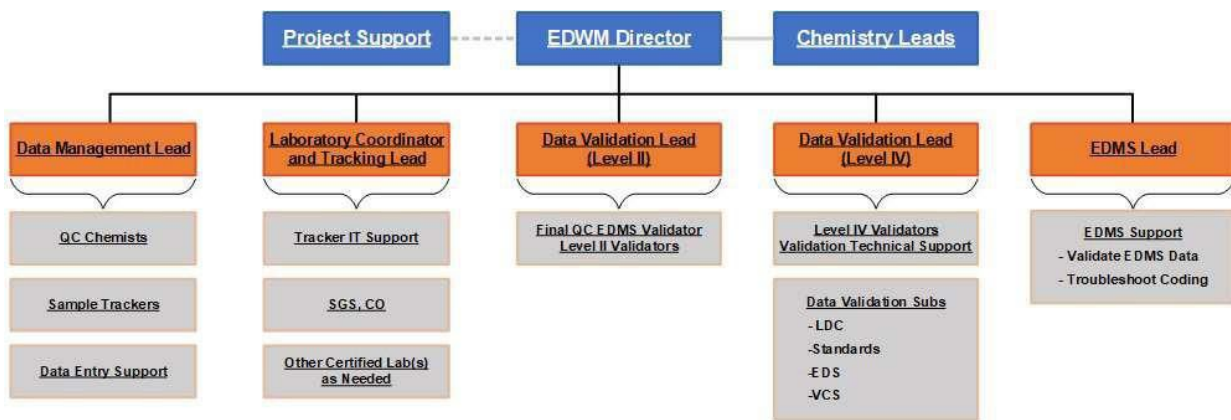 Project Support
EDWM Director
Chemistry Leads
Data Management Lead
Laboratory Coordinator
and Tracking Lead
Data Validation Lead
(Level II)
Data Validation Lead
(Level IV)
EDMS Lead
QC Chemists
Sample Trackers
Data Entry Support
Tracker IT Support
SGS, CO
Other Certified Lab(s)
as Needed
Final QC EDMS Validator
Level II Validators
Level IV Validators
Validation Technical Support
Data Validation Subs
- LDC
-Standards
-EDS
-VCS
EDMS Support
- Validate EDMS Data
- Troubleshoot Coding